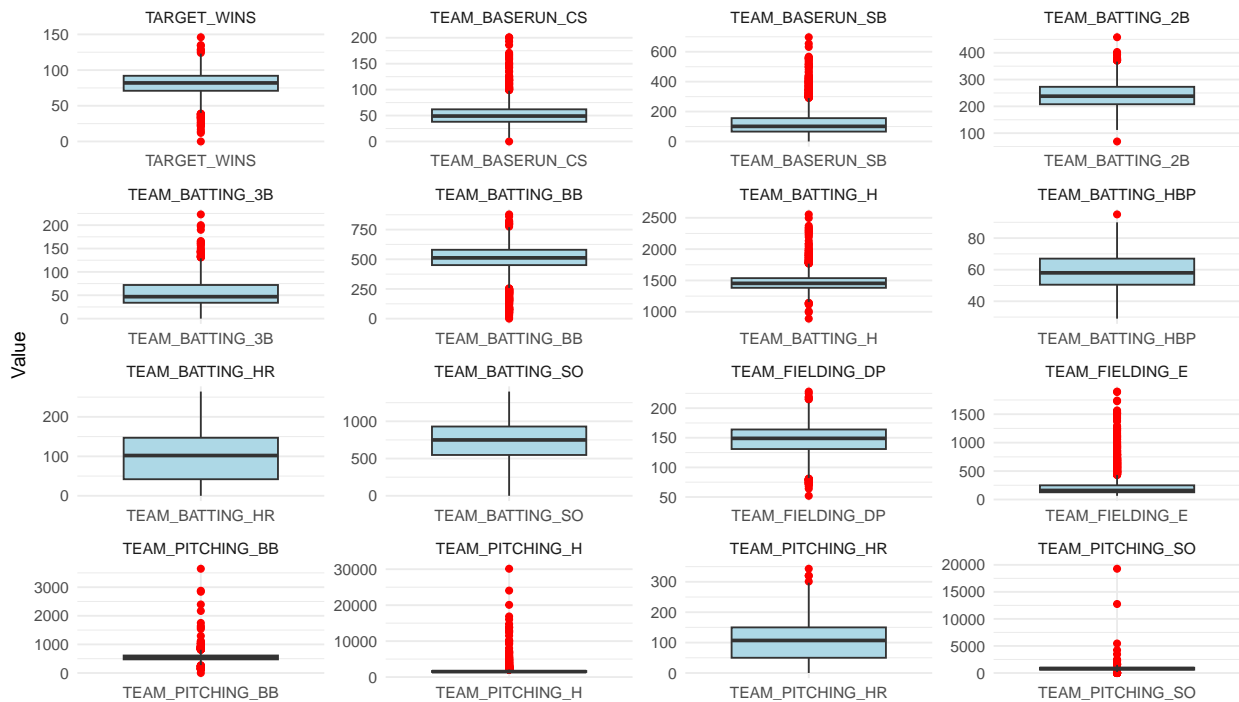 TARGET_WINS TEAM_BASERUN_CS TEAM_BASERUN_SB TEAM_BATTING_2B
150 100 50 0
200 150 100 50 0
600 400 200 0
400 300 200 100
TARGET_WINS TEAM_BASERUN_CS TEAM_BASERUN_SB TEAM_BATTING_2B
TEAM_BATTING_3B TEAM_BATTING_BB TEAM_BATTING_H TEAM_BATTING_HBP
200 150 100 50 0
750 500 250 0
2500 2000 1500 1000
80 60 40
TEAM_BATTING_3B TEAM_BATTING_BB TEAM_BATTING_H TEAM_BATTING_HBP
Value
TEAM_BATTING_HR TEAM_BATTING_SO TEAM_FIELDING_DP TEAM_FIELDING_E
200 100 0
1000 500 0
200 150 100 50
1500 1000 500 0
TEAM_BATTING_HR TEAM_BATTING_SO TEAM_FIELDING_DP TEAM_FIELDING_E
TEAM_PITCHING_BB TEAM_PITCHING_H TEAM_PITCHING_HR TEAM_PITCHING_SO
3000 2000 1000 0
30000 20000 10000 0
300 200 100 0
20000 15000 10000 5000 0
TEAM_PITCHING_BB TEAM_PITCHING_H TEAM_PITCHING_HR TEAM_PITCHING_SO